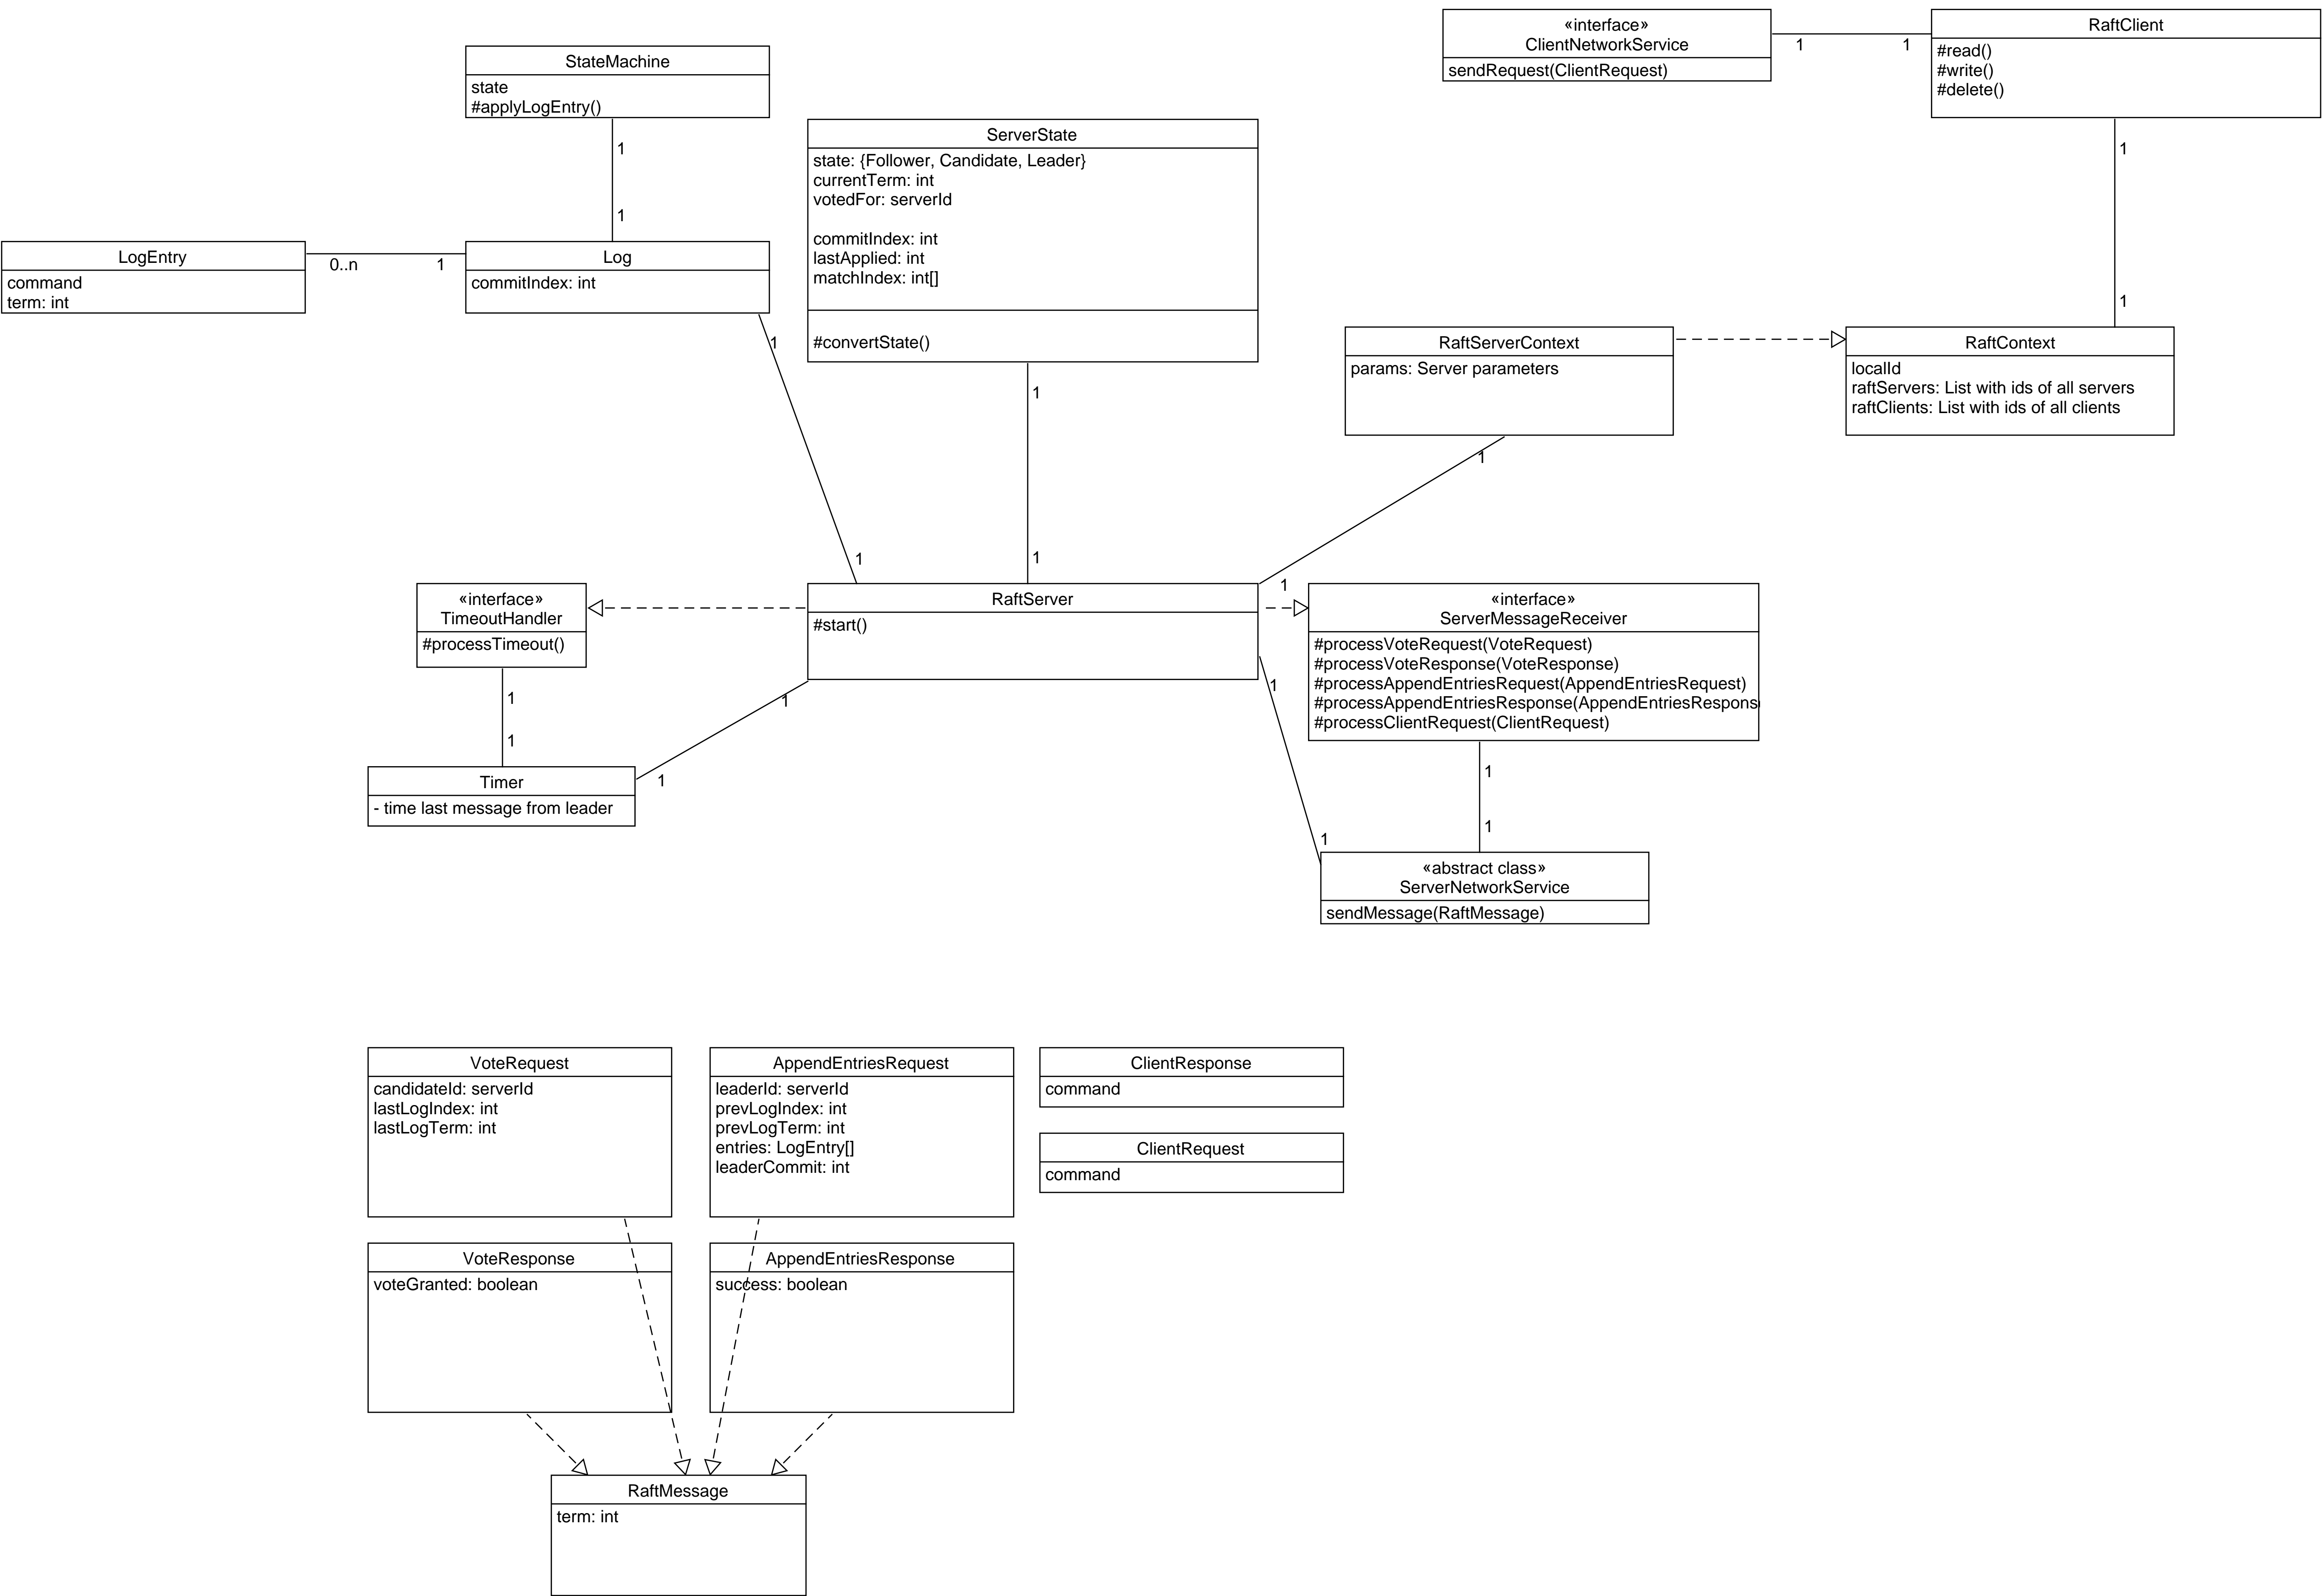 «interface»
ClientNetworkService
sendRequest(ClientRequest)
1
1
RaftClient
#read()
#write()
#delete()
StateMachine
state
#applyLogEntry()
1
1
ServerState
state: {Follower, Candidate, Leader}
currentTerm: int
votedFor: serverId
commitIndex: int
lastApplied: int
matchIndex: int[]
#convertState()
1
1
LogEntry
command
term: int
0..n
1
Log
commitIndex: int
1
1
1
1
RaftServerContext
params: Server parameters
RaftContext
localId
raftServers: List with ids of all servers
raftClients: List with ids of all clients
1
1
«interface»
TimeoutHandler
#processTimeout()
1
1
RaftServer
#start()
1
1
«interface»
ServerMessageReceiver
#processVoteRequest(VoteRequest)
#processVoteResponse(VoteResponse)
#processAppendEntriesRequest(AppendEntriesRequest)
#processAppendEntriesResponse(AppendEntriesRespons
#processClientRequest(ClientRequest)
1
1
Timer
- time last message from leader
1
1
«abstract class»
ServerNetworkService
sendMessage(RaftMessage)
VoteRequest
candidateId: serverId
lastLogIndex: int
lastLogTerm: int
AppendEntriesRequest
leaderId: serverId
prevLogIndex: int
prevLogTerm: int
entries: LogEntry[]
leaderCommit: int
ClientResponse
command
ClientRequest
command
VoteResponse
voteGranted: boolean
AppendEntriesResponse
success: boolean
RaftMessage
term: int